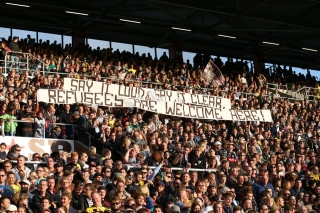 SAY IT LOUD, SAY IT CLEAR,
REFUGEES ARE WELCOME HERE!